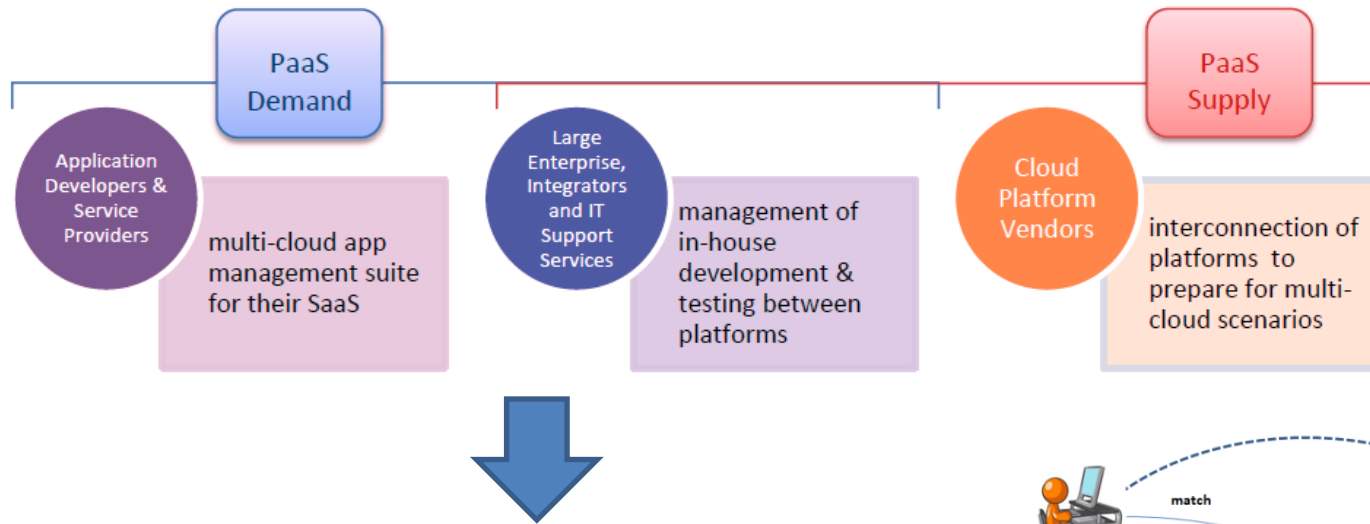 PaaS
Demand
PaaS
Supply
Application
Developers &
Service
Providers
multi-cloud app
management suite
for their SaaS
Large
Enterprise,
Integrators
and IT
Support
Services
management of
in-house
development &
testing between
platforms
Cloud
Platform
Vendors
interconnection of
platforms to
prepare for multi-
cloud scenarios
match